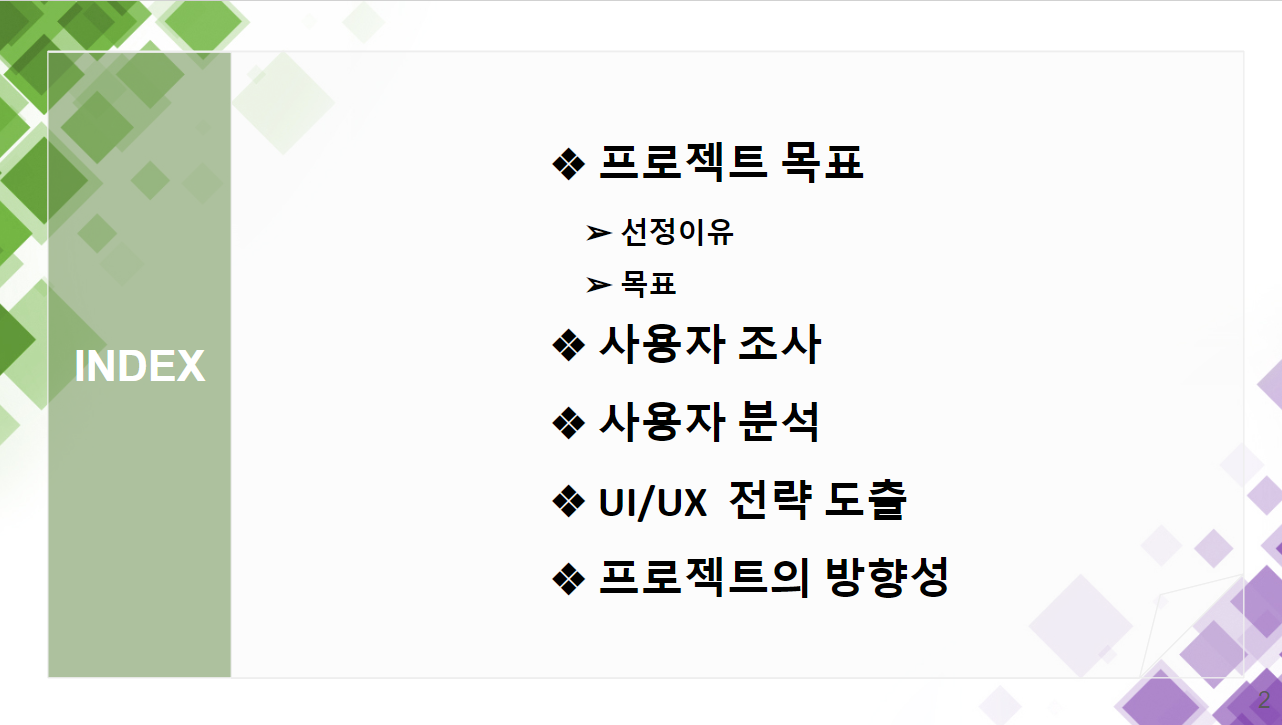 INDEX
❖ 프로젝트 목표
➢ 선정이유
➢ 목표
❖ 사용자 조사
❖ 사용자 분석
❖ UI/UX 전략 도출
❖ 프로젝트의 방향성
2